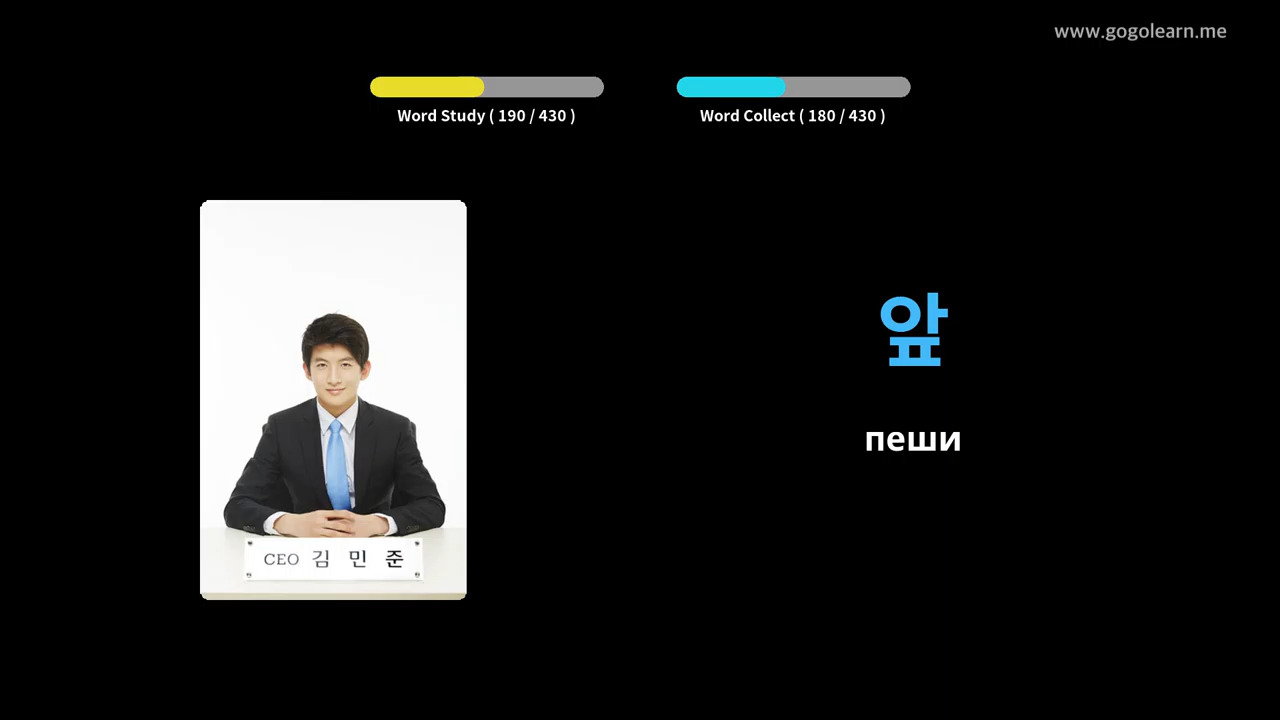 www.gogolearn.me
Word Study ( 190 / 430 )
Word Collect ( 180 / 430 )
앞
пеши
CEO 김 민 준